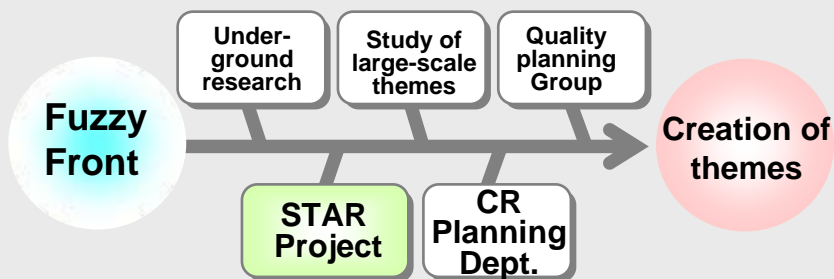 Under-
ground
research
Study of
large-scale
themes
Quality
planning
Group
Fuzzy
Front
Creation of
themes
STAR
Project
CR
Planning
Dept.